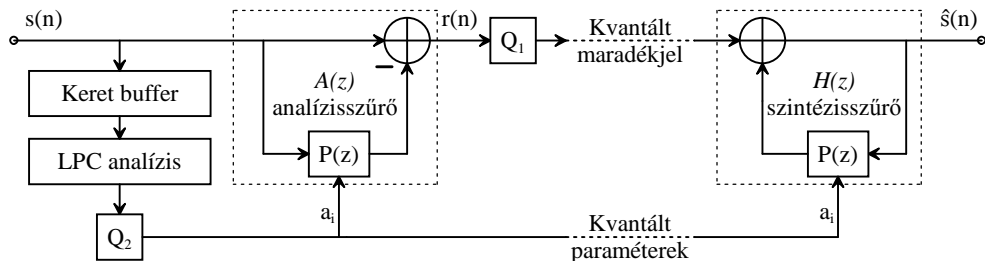 s(n)
r(n)
Q₁
Kvantált
maradékjel
ŝ(n)
Keret buffer
A(z)
analízisszűrő
H(z)
szintézisszűrő
LPC analízis
P(z)
P(z)
aᵢ
aᵢ
Q₂
Kvantált
paraméterek